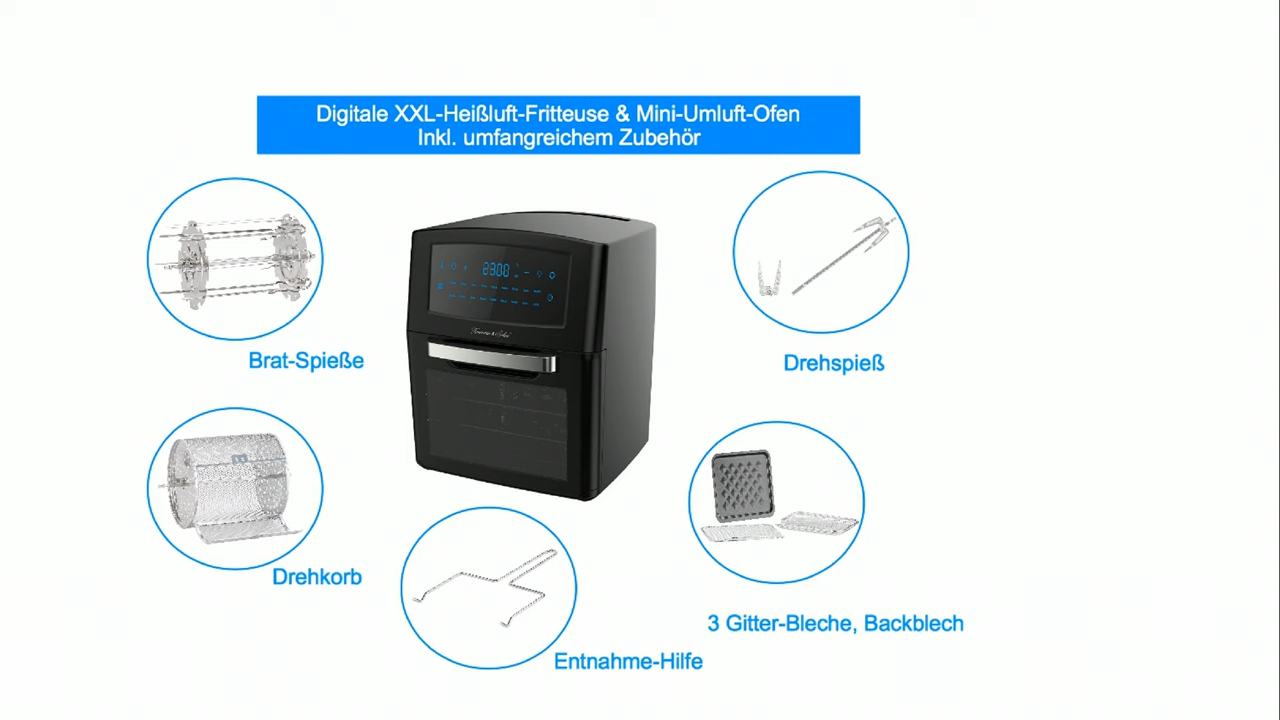 Digitale XXL-Heißluft-Fritteuse & Mini-Umluft-Ofen
Inkl. umfangreichem Zubehör
Brat-Spieße
Drehspieß
Drehkorb
3 Gitter-Bleche, Backblech
Entnahme-Hilfe